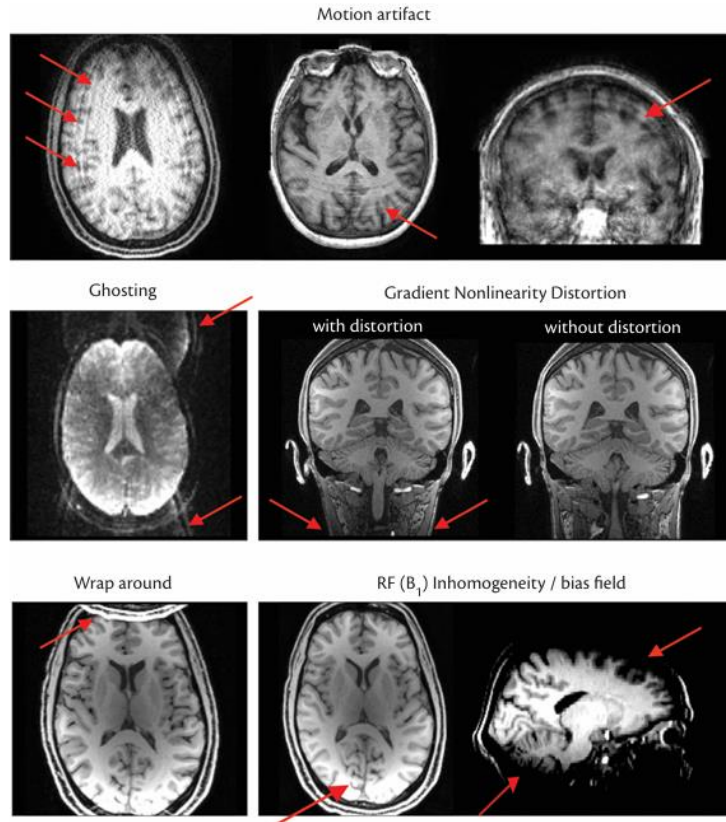 Motion artifact
Ghosting
Gradient Nonlinearity Distortion
with distortion
without distortion
Wrap around
RF (B₁) Inhomogeneity / bias field